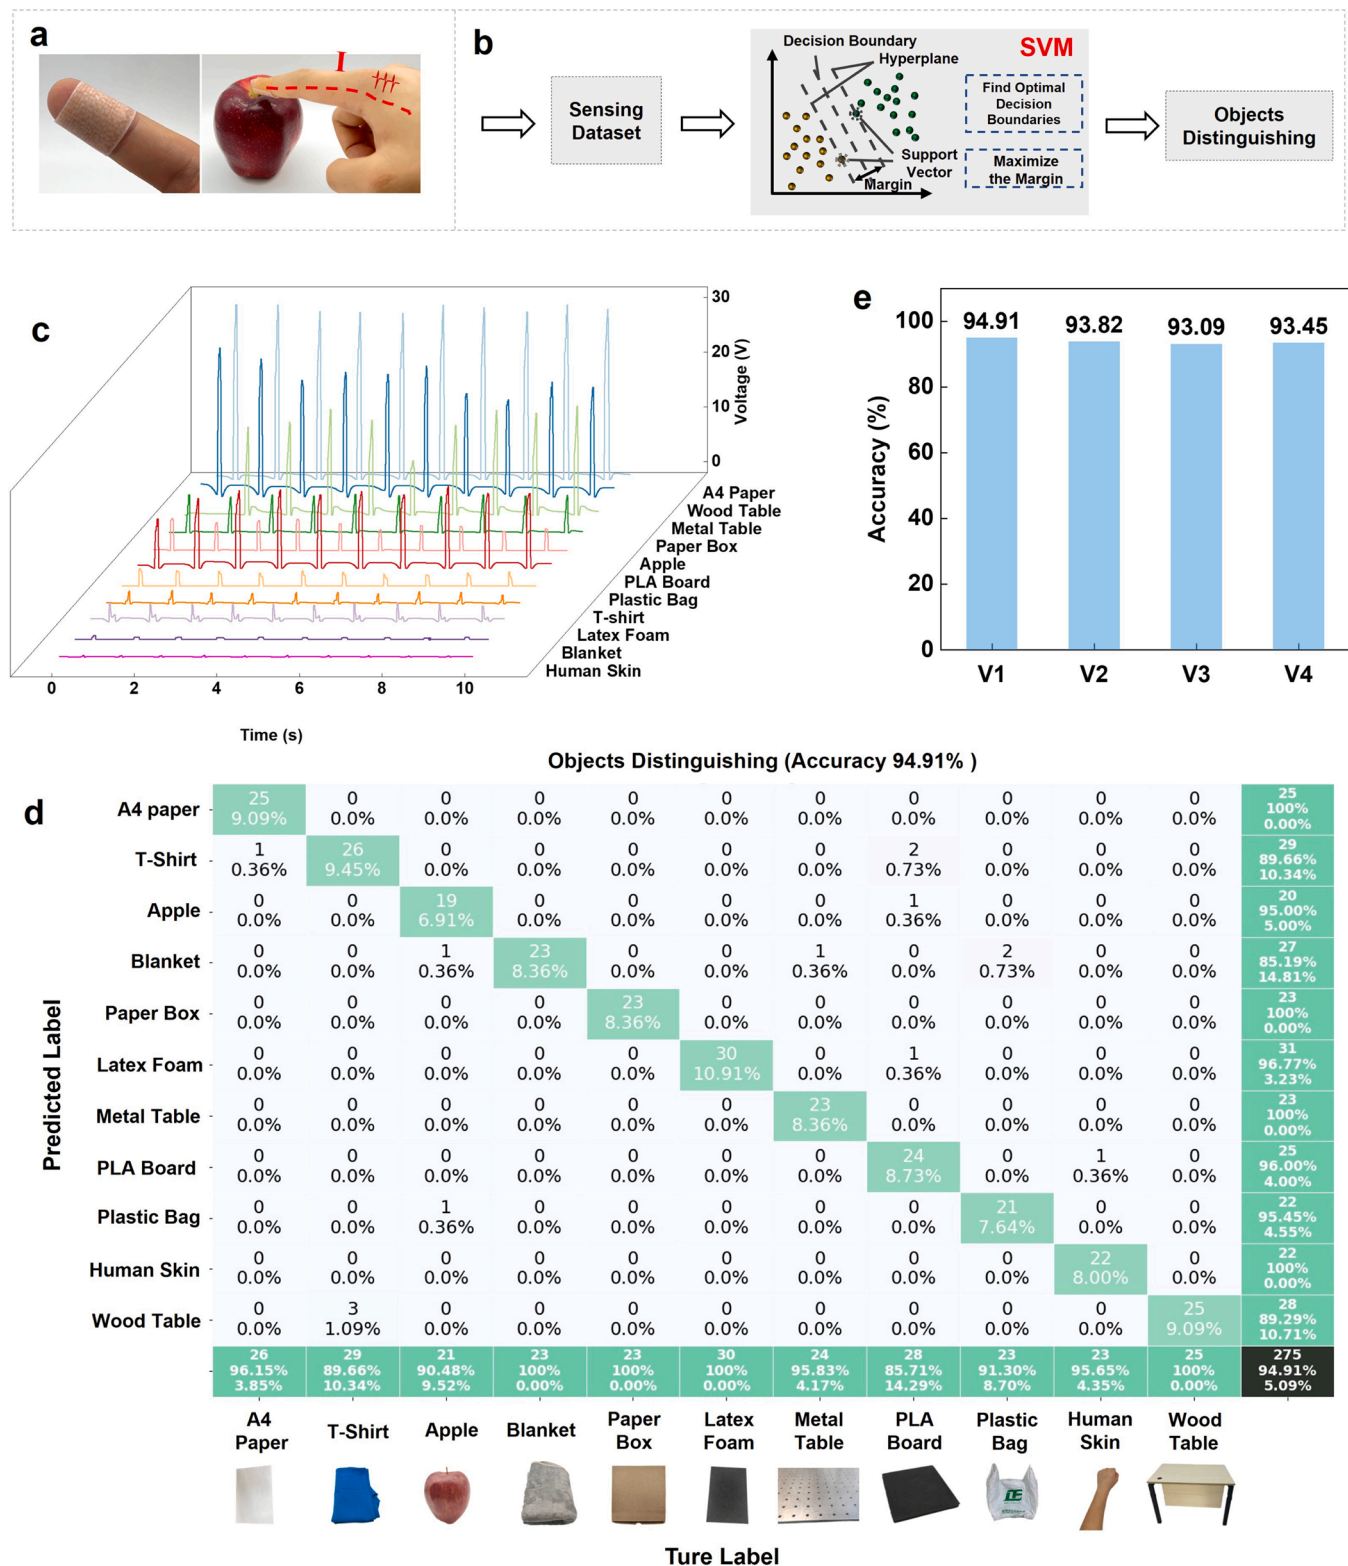 a
I
b
Sensing
Dataset
Decision Boundary
Hyperplane
Support
Vector
Margin
SVM
Find Optimal
Decision
Boundaries
Maximize
the Margin
Objects
Distinguishing
c
30
20
10
0
Voltage (V)
A4 Paper
Wood Table
Metal Table
Paper Box
Apple
PLA Board
Plastic Bag
T-shirt
Latex Foam
Blanket
Human Skin
0 2 4 6 8 10
Time (s)
e
Accuracy (%)
100
80
60
40
20
0
94.91 93.82 93.09 93.45
V1 V2 V3 V4
d
Objects Distinguishing (Accuracy 94.91% )
Predicted Label
A4 paper 25 0 0 0 0 0 0 0 0 0 0 25
9.09% 0.0% 0.0% 0.0% 0.0% 0.0% 0.0% 0.0% 0.0% 0.0% 0.0% 100%
0.00%
T-Shirt 1 26 0 0 0 0 0 2 0 0 0 29
0.36% 9.45% 0.0% 0.0% 0.0% 0.0% 0.0% 0.73% 0.0% 0.0% 0.0% 89.66%
10.34%
Apple 0 0 19 0 0 0 0 1 0 0 0 20
0.0% 0.0% 6.91% 0.0% 0.0% 0.0% 0.0% 0.36% 0.0% 0.0% 0.0% 95.00%
5.00%
Blanket 0 0 1 23 0 0 1 0 2 0 0 27
0.0% 0.0% 0.36% 8.36% 0.0% 0.0% 0.36% 0.0% 0.73% 0.0% 0.0% 85.19%
14.81%
Paper Box 0 0 0 0 23 0 0 0 0 0 0 23
0.0% 0.0% 0.0% 0.0% 8.36% 0.0% 0.0% 0.0% 0.0% 0.0% 0.0% 100%
0.00%
Latex Foam 0 0 0 0 0 30 0 1 0 0 0 31
0.0% 0.0% 0.0% 0.0% 0.0% 10.91% 0.0% 0.36% 0.0% 0.0% 0.0% 96.77%
3.23%
Metal Table 0 0 0 0 0 0 23 0 0 0 0 23
0.0% 0.0% 0.0% 0.0% 0.0% 0.0% 8.36% 0.0% 0.0% 0.0% 0.0% 100%
0.00%
PLA Board 0 0 0 0 0 0 0 24 0 1 0 25
0.0% 0.0% 0.0% 0.0% 0.0% 0.0% 0.0% 8.73% 0.0% 0.36% 0.0% 96.00%
4.00%
Plastic Bag 0 0 1 0 0 0 0 0 21 0 0 22
0.0% 0.0% 0.36% 0.0% 0.0% 0.0% 0.0% 0.0% 7.64% 0.0% 0.0% 95.45%
4.55%
Human Skin 0 0 0 0 0 0 0 0 0 22 0 22
0.0% 0.0% 0.0% 0.0% 0.0% 0.0% 0.0% 0.0% 0.0% 8.00% 0.0% 100%
0.00%
Wood Table 0 3 0 0 0 0 0 0 0 0 25 28
0.0% 1.09% 0.0% 0.0% 0.0% 0.0% 0.0% 0.0% 0.0% 0.0% 9.09% 89.29%
10.71%
26 29 21 23 23 30 24 28 23 23 25 275
96.15% 89.66% 90.48% 100% 100% 100% 95.83% 85.71% 91.30% 95.65% 100% 94.91%
3.85% 10.34% 9.52% 0.00% 0.00% 0.00% 4.17% 14.29% 8.70% 4.35% 0.00% 5.09%
A4 T-Shirt Apple Blanket Paper Latex Metal PLA Plastic Human Wood
Paper Box Foam Table Board Bag Skin Table
Ture Label